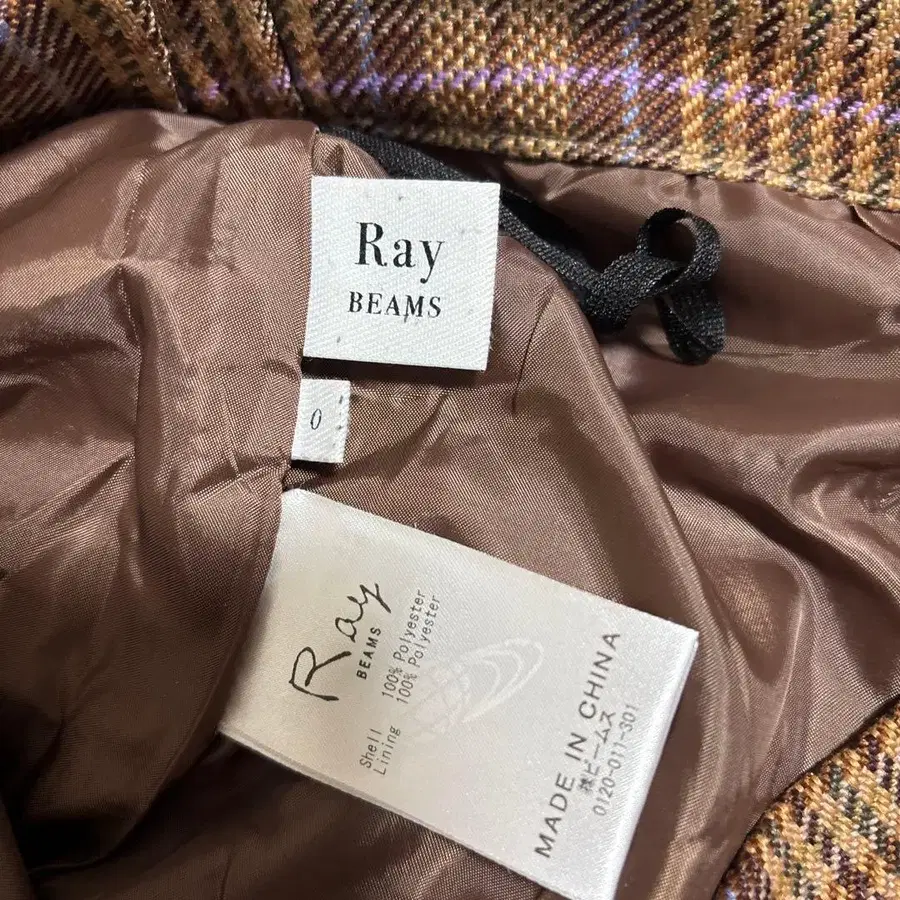 Ray
BEAMS
0
Ray
BEAMS
Shell 100% Polyester
Lining 100% Polyester
MADE IN CHINA
㈱ビームス
0120-011-301